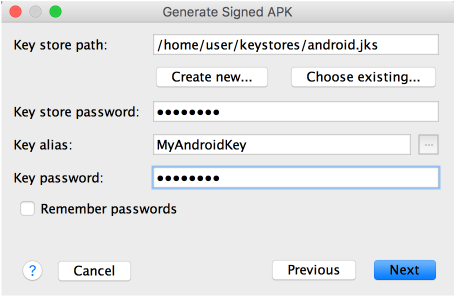 Generate Signed APK
Key store path: /home/user/keystores/android.jks
Create new... Choose existing...
Key store password: ••••••••
Key alias: MyAndroidKey ...
Key password: ••••••••
Remember passwords
? Cancel Previous Next